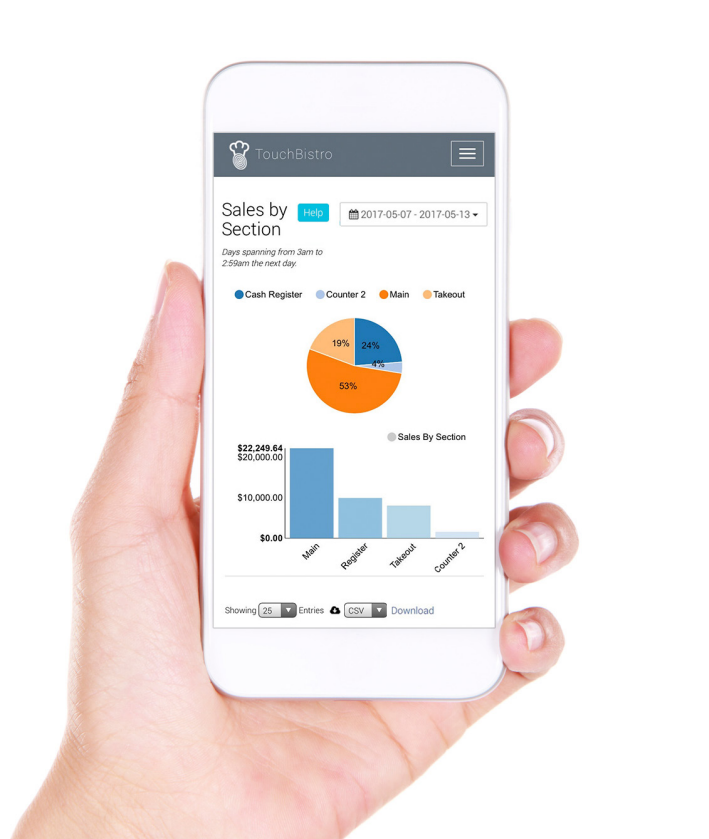 TouchBistro
Sales by
Section
Help
2017-05-07 - 2017-05-13
Days spanning from 3am to
2:59am the next day.
Cash Register Counter 2 Main Takeout
19% 24%
4%
53%
Sales By Section
$22,249.64
$20,000.00
$10,000.00
$0.00
Main Register Takeout Counter 2
Showing 25 Entries CSV Download